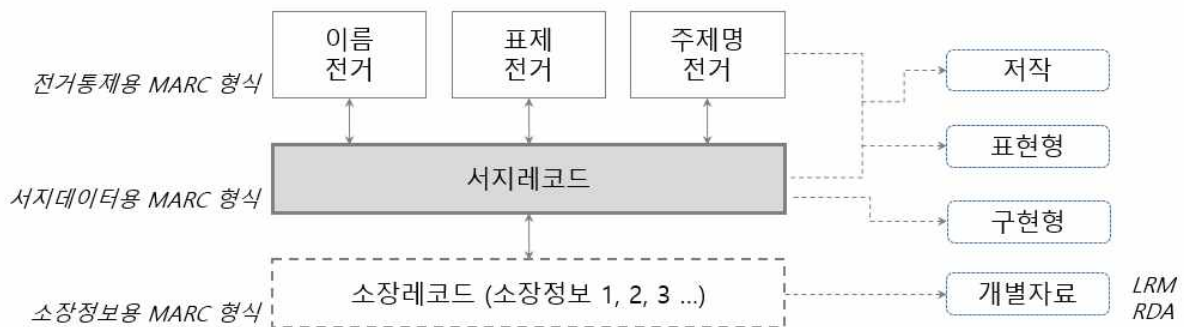 이름
전거
표제
전거
주제명
전거
전거통제용 MARC 형식
저작
표현형
서지레코드
서지데이터용 MARC 형식
구현형
소장레코드 (소장정보 1, 2, 3 ...)
소장정보용 MARC 형식
개별자료
LRM
RDA